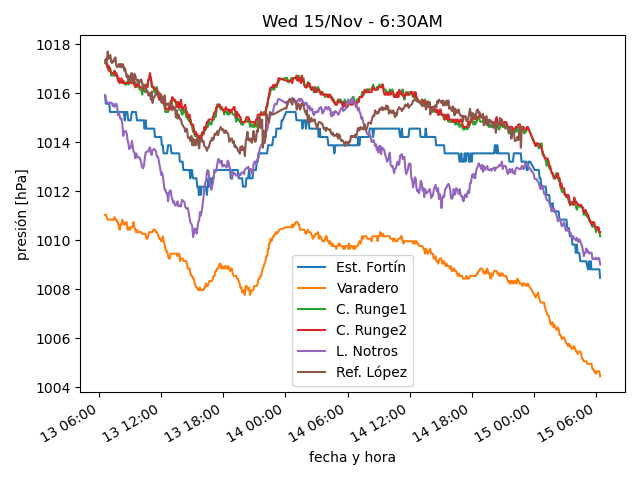 Wed 15/Nov - 6:30AM
1018
1016
1014
1012
1010
1008
1006
1004
presión [hPa]
Est. Fortín
Varadero
C. Runge1
C. Runge2
L. Notros
Ref. López
13 06:00
13 12:00
13 18:00
14 00:00
14 06:00
14 12:00
14 18:00
15 00:00
15 06:00
fecha y hora